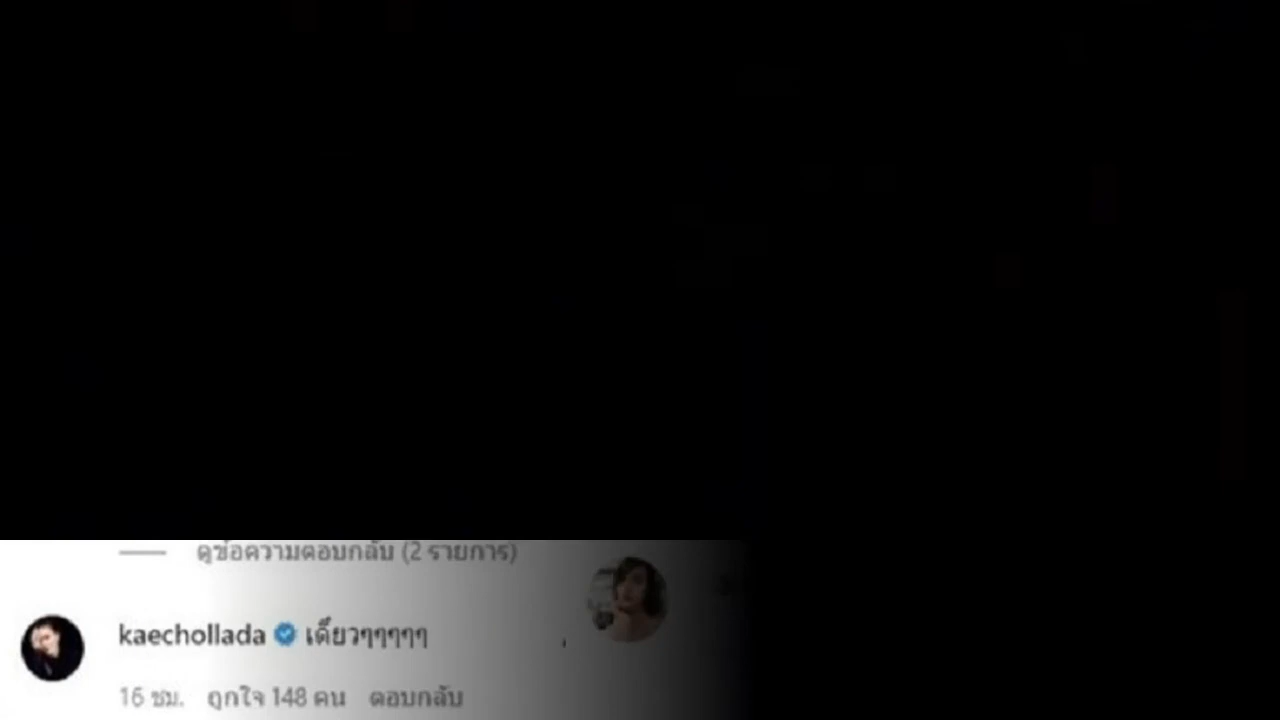 ดูข้อความตอบกลับ (2 รายการ)
kaechollada เดี๊ยวๆๆๆๆๆ
16 ชม. ถูกใจ 148 คน ตอบกลับ